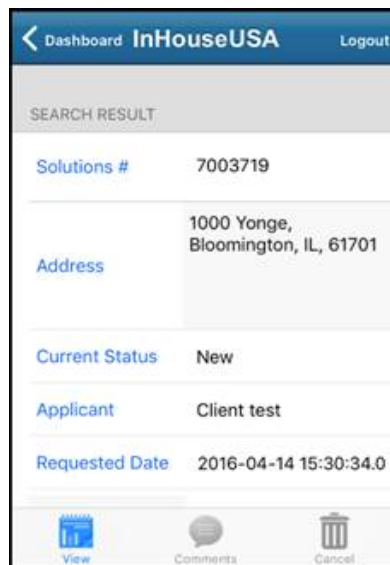 Dashboard InHouseUSA Logout
SEARCH RESULT
Solutions # 7003719
Address 1000 Yonge,
Bloomington, IL, 61701
Current Status New
Applicant Client test
Requested Date 2016-04-14 15:30:34.0
View Comments Cancel